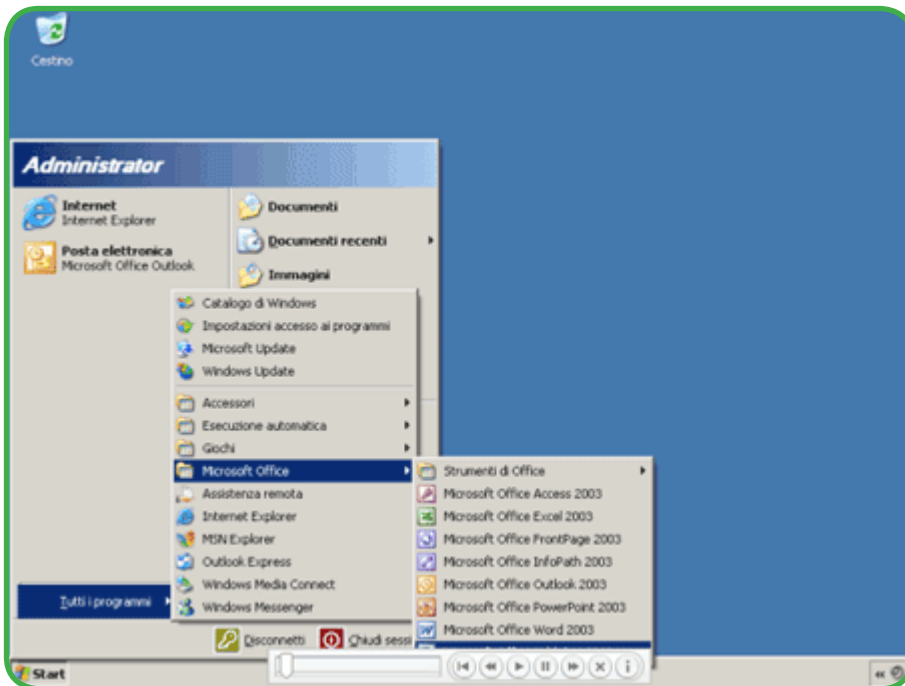 Cestino
Administrator
Internet
Internet Explorer
Posta elettronica
Microsoft Office Outlook
Documenti
Documenti recenti
Immagini
Catalogo di Windows
Impostazioni accesso ai programmi
Microsoft Update
Windows Update
Accessori
Esecuzione automatica
Giochi
Microsoft Office
Assistenza remota
Internet Explorer
MSN Explorer
Outlook Express
Windows Media Connect
Windows Messenger
Strumenti di Office
Microsoft Office Access 2003
Microsoft Office Excel 2003
Microsoft Office FrontPage 2003
Microsoft Office InfoPath 2003
Microsoft Office Outlook 2003
Microsoft Office PowerPoint 2003
Microsoft Office Word 2003
Tutti i programmi
Disconnetti
Chiudi sessi
Start